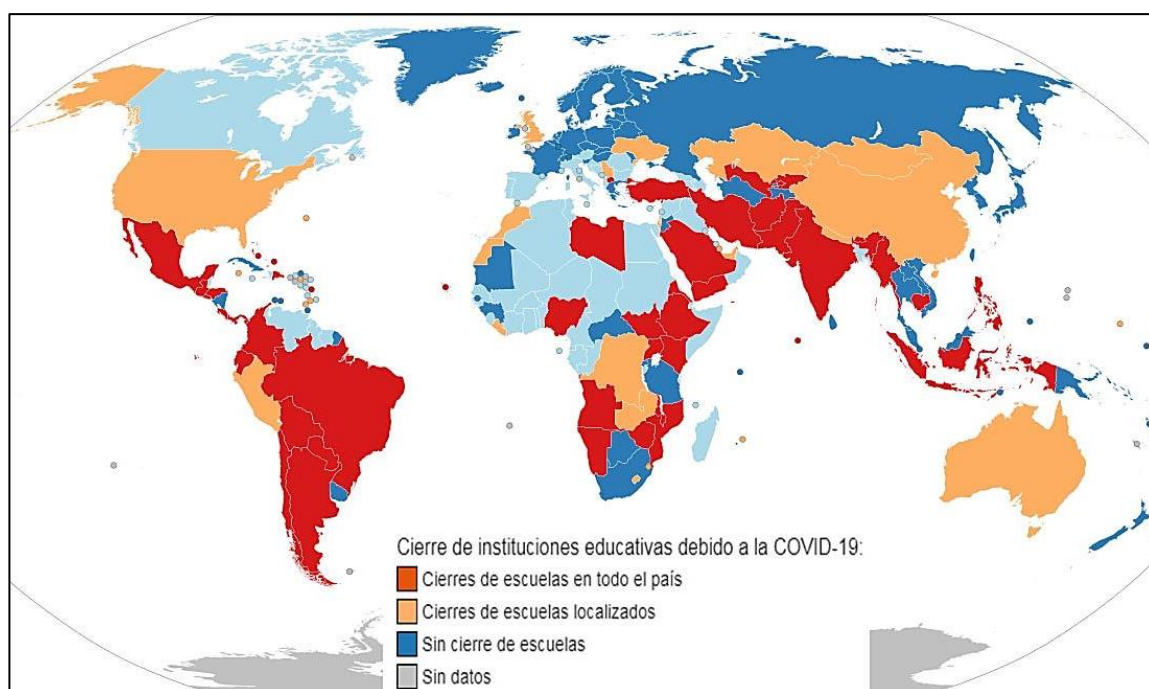 Cierre de instituciones educativas debido a la COVID-19:
Cierres de escuelas en todo el país
Cierres de escuelas localizados
Sin cierre de escuelas
Sin datos